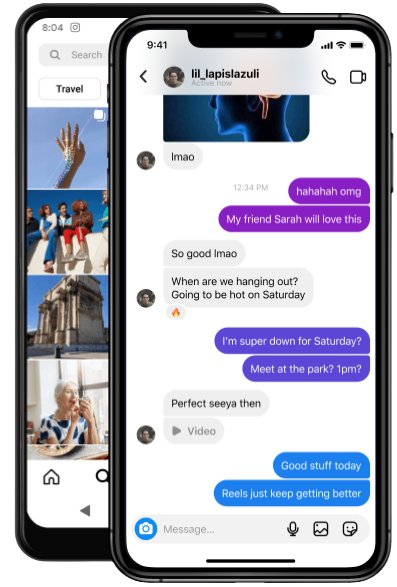 8:04
Search
Travel
9:41
lil_lapislazuli
Active now
lmao
12:34 PM
hahahah omg
My friend Sarah will love this
So good lmao
When are we hanging out?
Going to be hot on Saturday
I'm super down for Saturday?
Meet at the park? 1pm?
Perfect seeya then
Video
Good stuff today
Reels just keep getting better
Message...